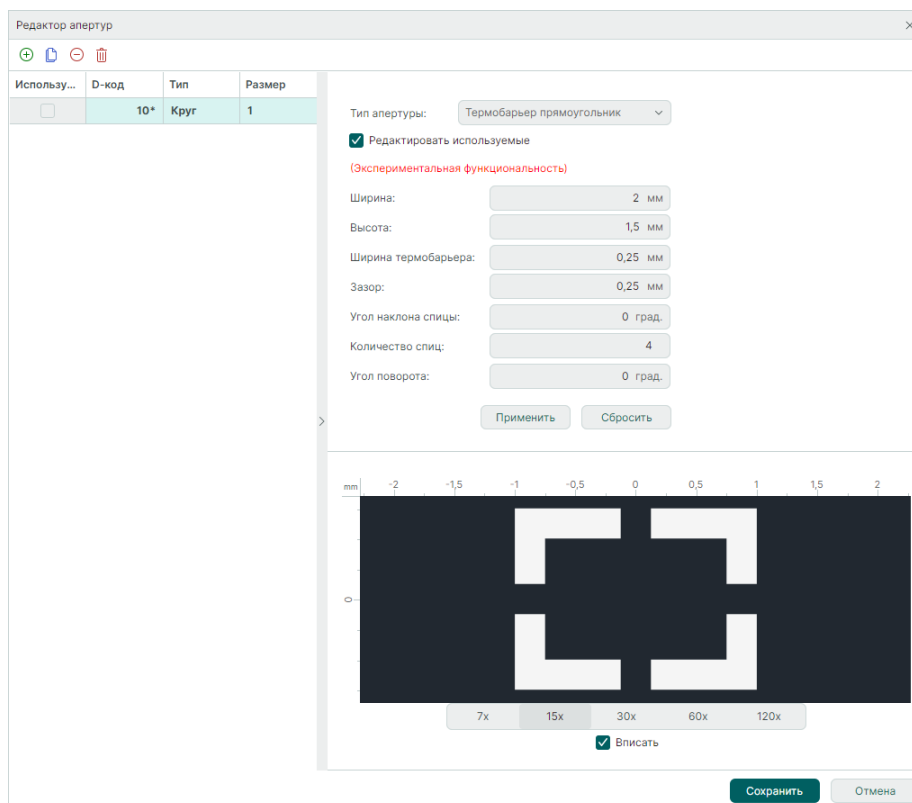 Редактор апертур
Использу... D-код Тип Размер
10* Круг 1
Тип апертуры: Термобарьер прямоугольник
Редактировать используемые
(Экспериментальная функциональность)
Ширина: 2 мм
Высота: 1,5 мм
Ширина термобарьера: 0,25 мм
Зазор: 0,25 мм
Угол наклона спицы: 0 град.
Количество спиц: 4
Угол поворота: 0 град.
Применить Сбросить
mm -2 -1,5 -1 -0,5 0 0,5 1 1,5 2
0
7x 15x 30x 60x 120x
Вписать
Сохранить Отмена